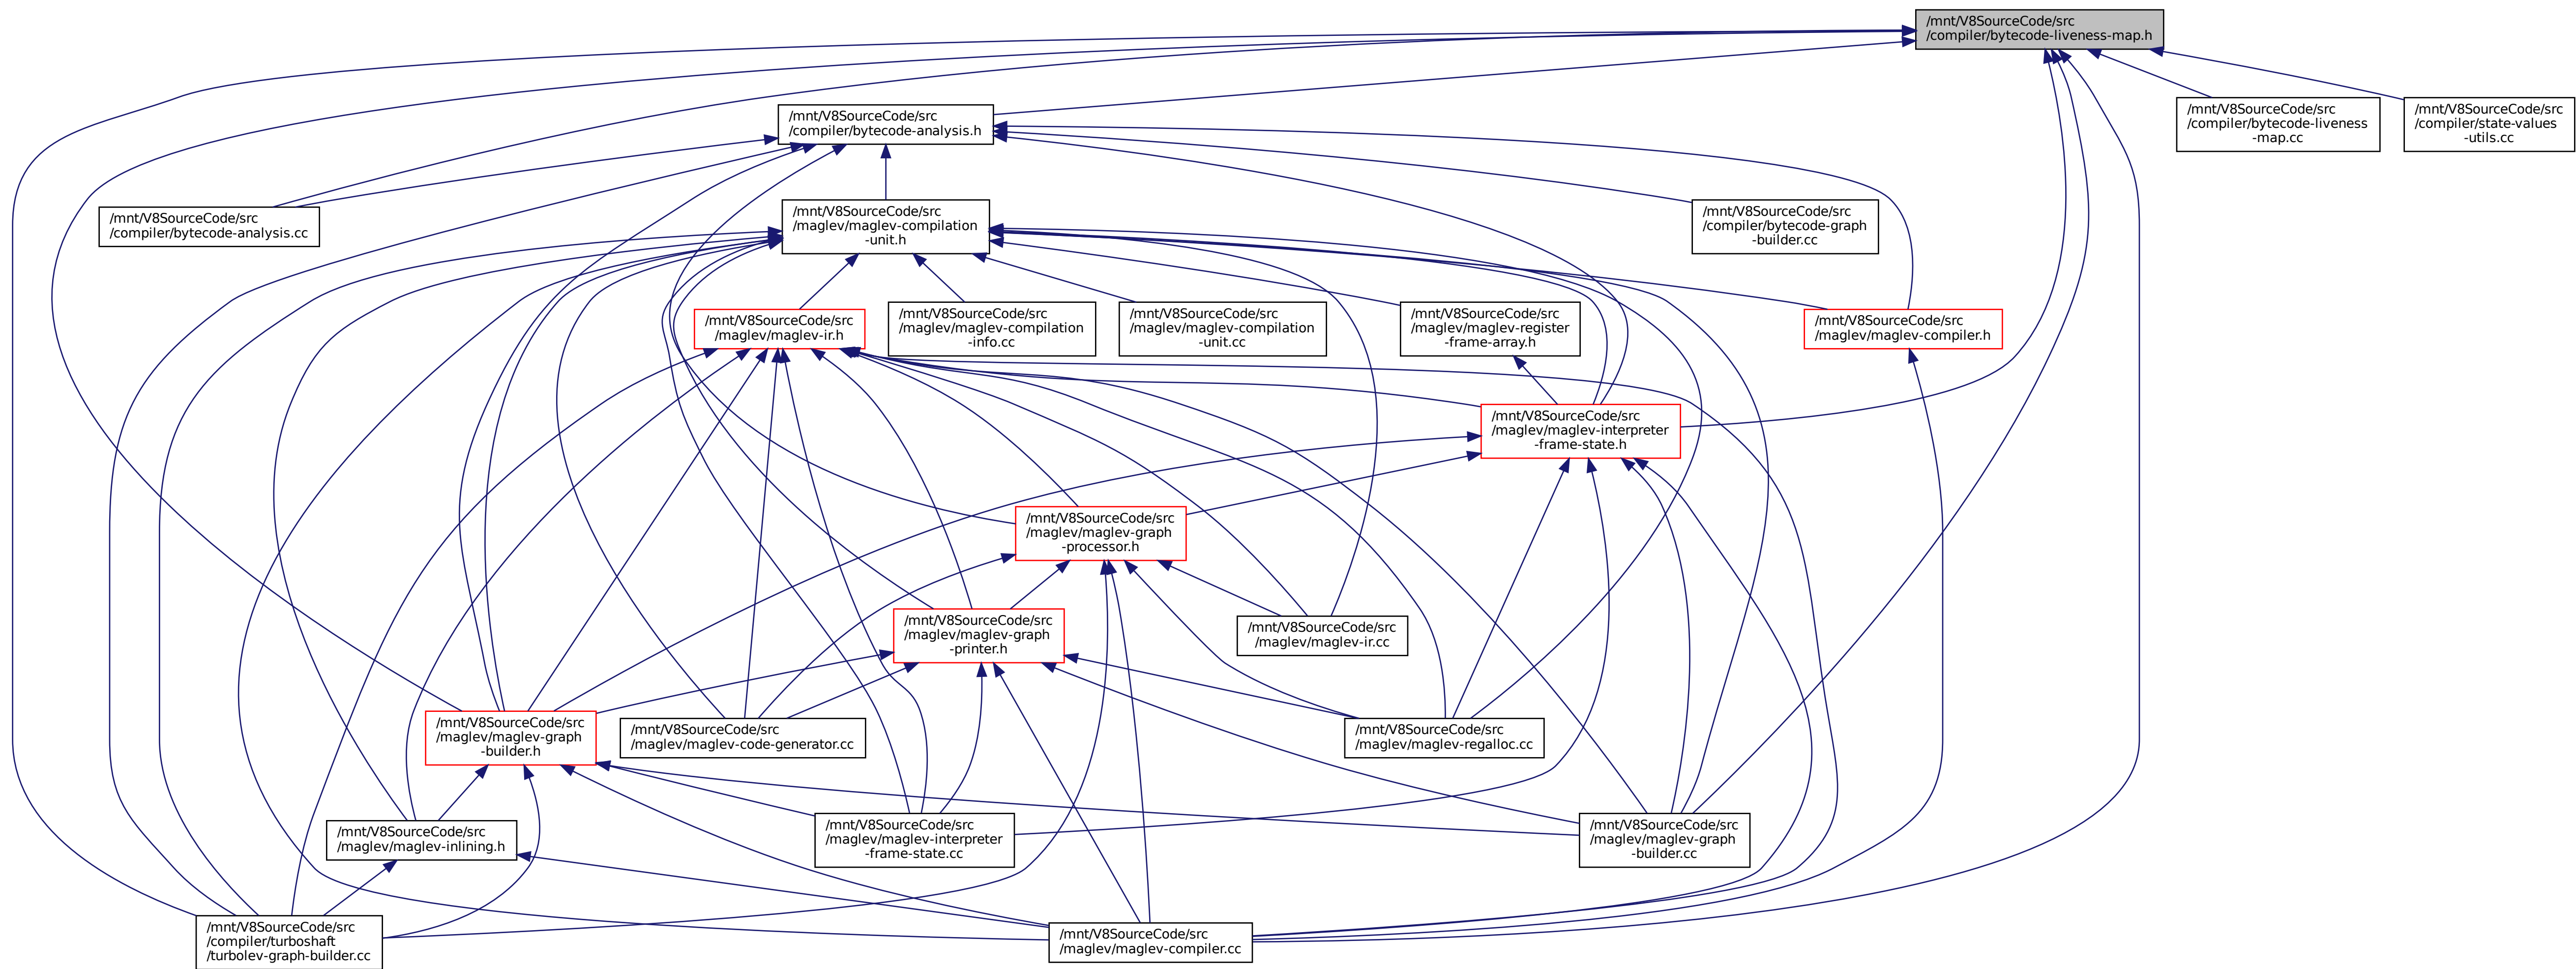 /mnt/V8SourceCode/src
/compiler/bytecode-liveness-map.h
/mnt/V8SourceCode/src
/compiler/bytecode-analysis.h
/mnt/V8SourceCode/src
/compiler/bytecode-liveness
-map.cc
/mnt/V8SourceCode/src
/compiler/state-values
-utils.cc
/mnt/V8SourceCode/src
/compiler/bytecode-analysis.cc
/mnt/V8SourceCode/src
/maglev/maglev-compilation
-unit.h
/mnt/V8SourceCode/src
/compiler/bytecode-graph
-builder.cc
/mnt/V8SourceCode/src
/maglev/maglev-ir.h
/mnt/V8SourceCode/src
/maglev/maglev-compilation
-info.cc
/mnt/V8SourceCode/src
/maglev/maglev-compilation
-unit.cc
/mnt/V8SourceCode/src
/maglev/maglev-register
-frame-array.h
/mnt/V8SourceCode/src
/maglev/maglev-compiler.h
/mnt/V8SourceCode/src
/maglev/maglev-interpreter
-frame-state.h
/mnt/V8SourceCode/src
/maglev/maglev-graph
-processor.h
/mnt/V8SourceCode/src
/maglev/maglev-graph
-printer.h
/mnt/V8SourceCode/src
/maglev/maglev-ir.cc
/mnt/V8SourceCode/src
/maglev/maglev-graph
-builder.h
/mnt/V8SourceCode/src
/maglev/maglev-code-generator.cc
/mnt/V8SourceCode/src
/maglev/maglev-regalloc.cc
/mnt/V8SourceCode/src
/maglev/maglev-inlining.h
/mnt/V8SourceCode/src
/maglev/maglev-interpreter
-frame-state.cc
/mnt/V8SourceCode/src
/maglev/maglev-graph
-builder.cc
/mnt/V8SourceCode/src
/compiler/turboshaft
/turbolev-graph-builder.cc
/mnt/V8SourceCode/src
/maglev/maglev-compiler.cc